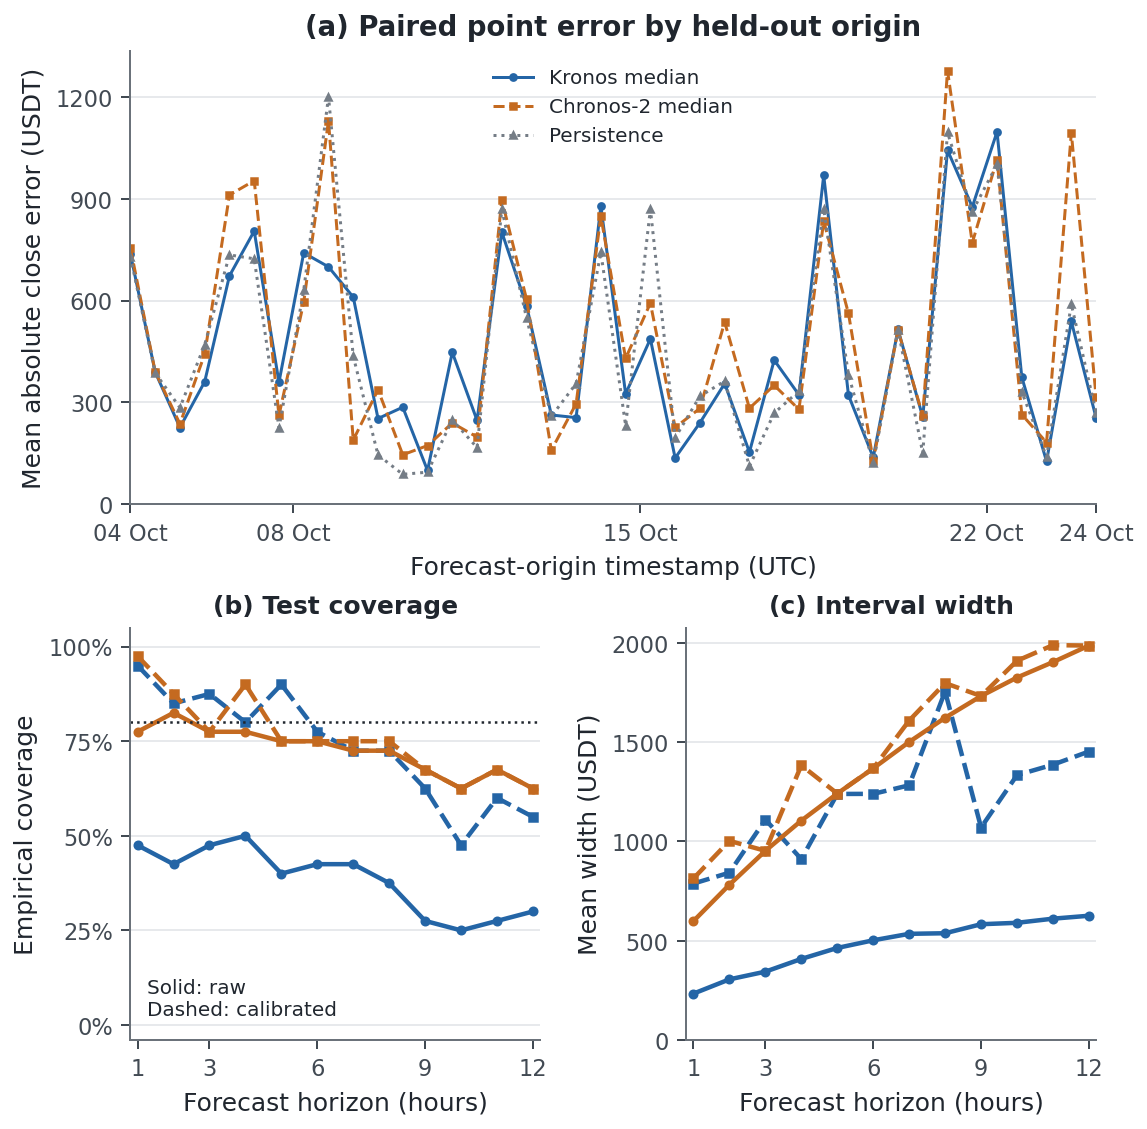 (a) Paired point error by held-out origin
Mean absolute close error (USDT)
1200
900
600
300
0
Kronos median
Chronos-2 median
Persistence
04 Oct
08 Oct
15 Oct
22 Oct
24 Oct
Forecast-origin timestamp (UTC)
(b) Test coverage
Empirical coverage
100%
75%
50%
25%
0%
Solid: raw
Dashed: calibrated
1
3
6
9
12
Forecast horizon (hours)
(c) Interval width
Mean width (USDT)
2000
1500
1000
500
0
1
3
6
9
12
Forecast horizon (hours)